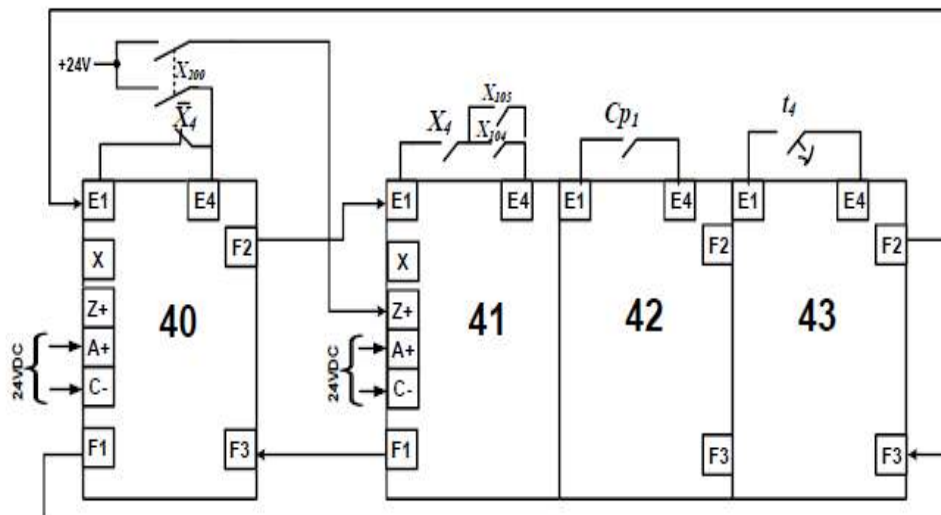 +24V
X200
X̄4
E1
E4
F2
X
Z+
40
A+
24VDC
C-
F1
F3
X4
X105
X104
E1
E4
X
Z+
41
A+
24VDC
C-
F1
Cp1
E1
E4
F2
42
F3
t4
E1
E4
F2
43
F3